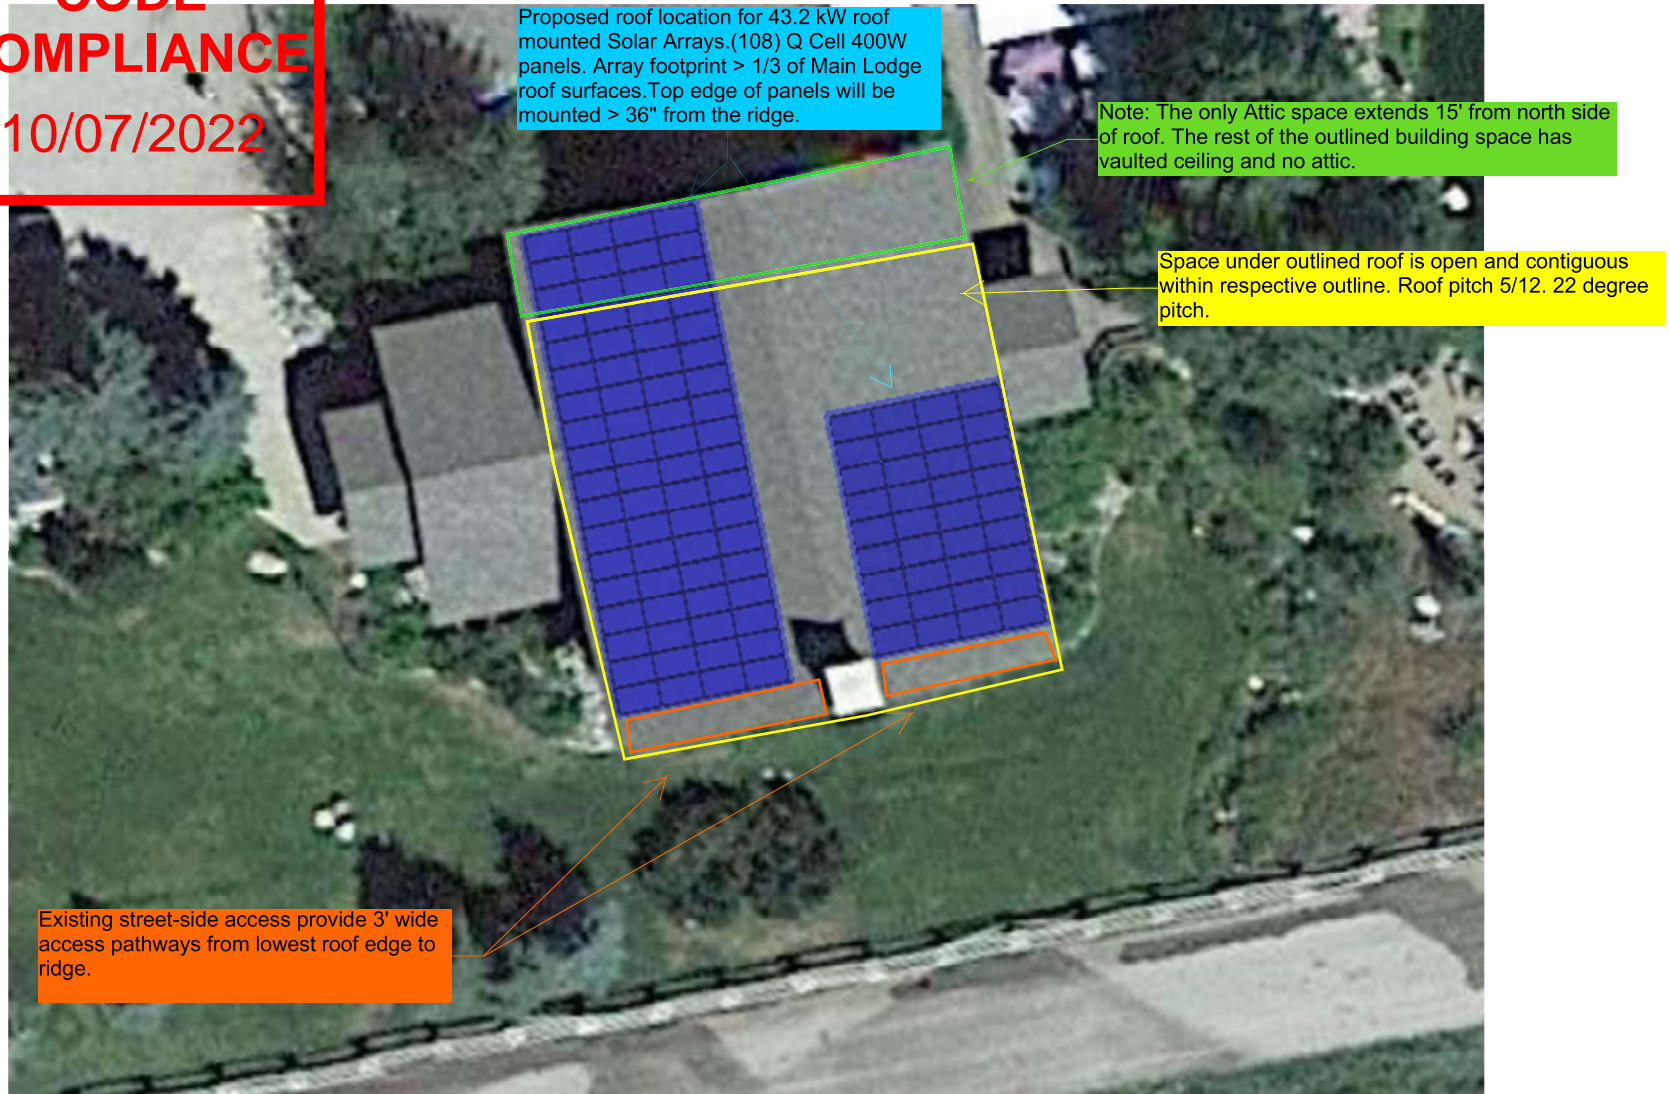 COMPLIANCE
10/07/2022
Proposed roof location for 43.2 kW roof
mounted Solar Arrays.(108) Q Cell 400W
panels. Array footprint > 1/3 of Main Lodge
roof surfaces.Top edge of panels will be
mounted > 36" from the ridge.
Note: The only Attic space extends 15' from north side
of roof. The rest of the outlined building space has
vaulted ceiling and no attic.
Space under outlined roof is open and contiguous
within respective outline. Roof pitch 5/12. 22 degree
pitch.
Existing street-side access provide 3' wide
access pathways from lowest roof edge to
ridge.